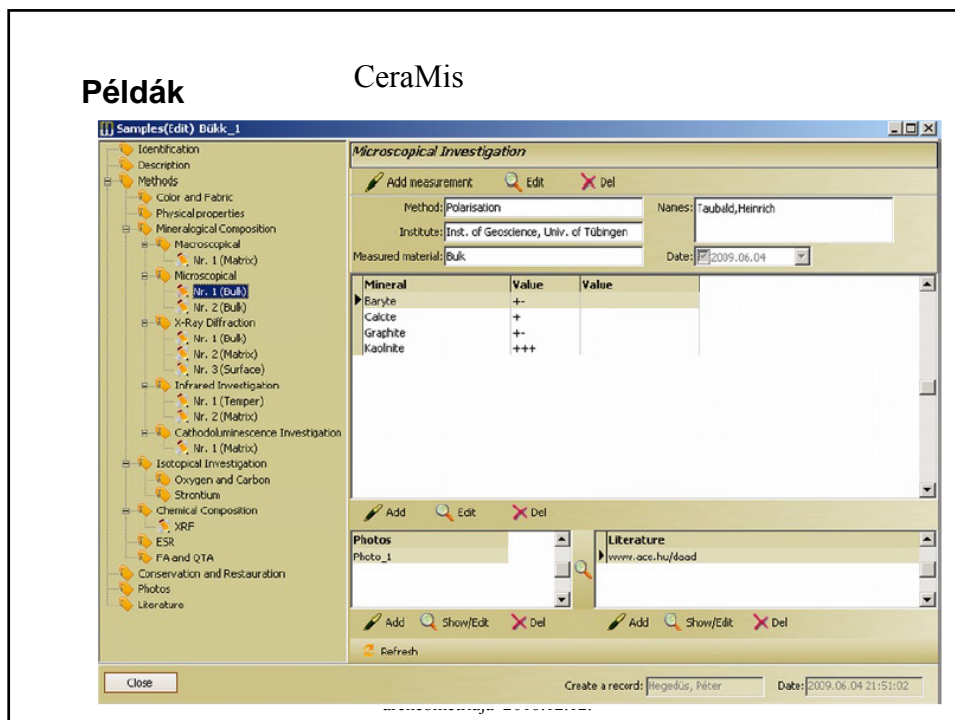 Példák CeraMis
Samples(Edit) Bükk_1
Icentification
Description
Methods
Color and Fabric
Physical properties
Mineralogical Composition
Macroscopical
Nr. 1 (Matrix)
Microscopical
Nr. 1 (Bulk)
Nr. 2 (Bulk)
X-Ray Diffraction
Nr. 1 (Bulk)
Nr. 2 (Matrix)
Nr. 3 (Surface)
Infrared Investigation
Nr. 1 (Temper)
Nr. 2 (Matrix)
Cathodoluminescence Investigation
Nr. 1 (Matrix)
Isotopical Investigation
Oxygen and Carbon
Strontium
Chemical Composition
XRF
ESR
FA and QTA
Conservation and Restauration
Photos
Literature
Microscopical Investigation
Add measurement Edit Del
Method: Polarisation Names: Taubald,Heinrich
Institute: Inst. of Geoscience, Univ. of Tübingen
Measured material: Bulk Date: 2009.06.04
Mineral Value Value
Baryte +-
Calcite +
Graphite +-
Kaolnite +++
Add Edit Del
Photos Literature
Photo_1 www.ace.hu/daad
Add Show/Edit Del Add Show/Edit Del
Refresh
Close Create a record: Hegedüs, Péter Date: 2009.06.04 21:51:02